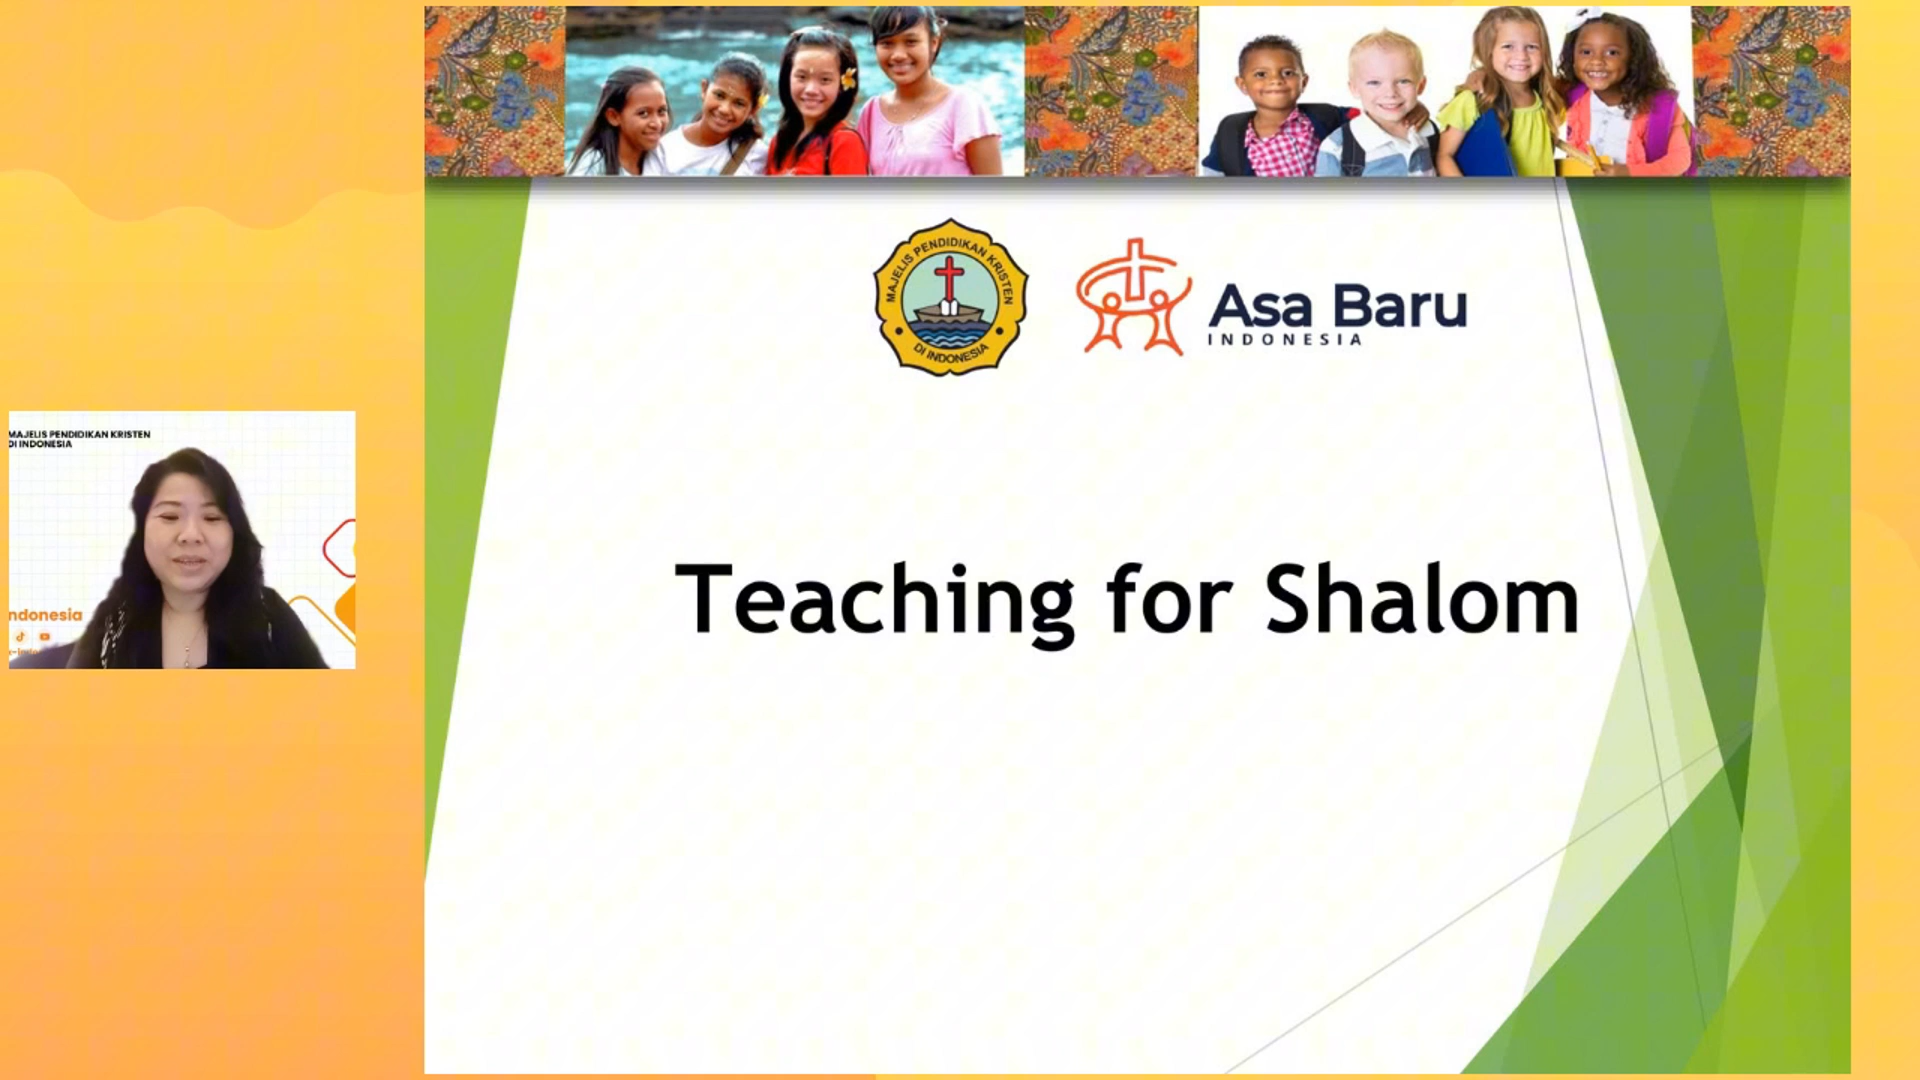 MAJELIS PENDIDIKAN KRISTEN
DI INDONESIA
Asa Baru
INDONESIA
MAJELIS PENDIDIKAN KRISTEN
DI INDONESIA
ndonesia
Teaching for Shalom